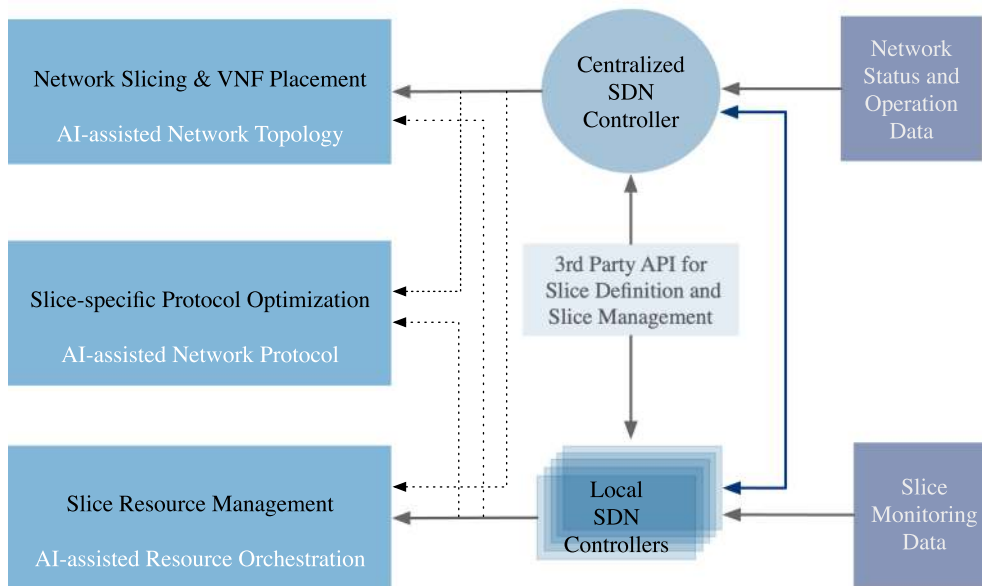 Network Slicing & VNF Placement
AI-assisted Network Topology
Centralized
SDN
Controller
Network
Status and
Operation
Data
Slice-specific Protocol Optimization
AI-assisted Network Protocol
3rd Party API for
Slice Definition and
Slice Management
Slice Resource Management
AI-assisted Resource Orchestration
Local
SDN
Controllers
Slice
Monitoring
Data